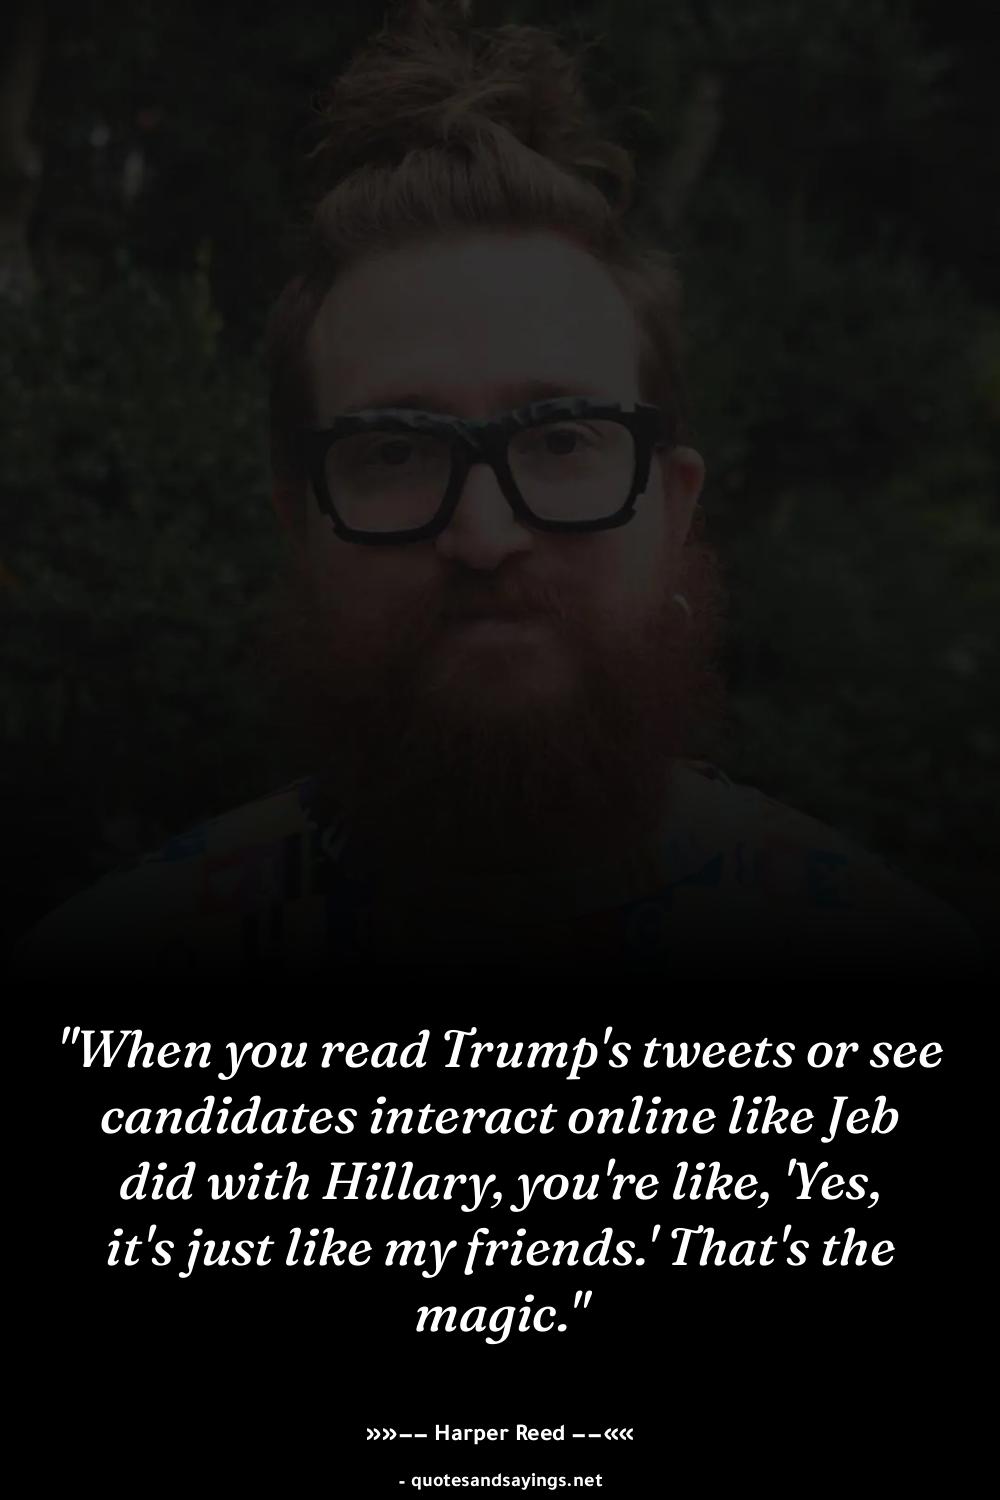 "When you read Trump's tweets or see
candidates interact online like Jeb
did with Hillary, you're like, 'Yes,
it's just like my friends.' That's the
magic."
»»–– Harper Reed ––««
- quotesandsayings.net